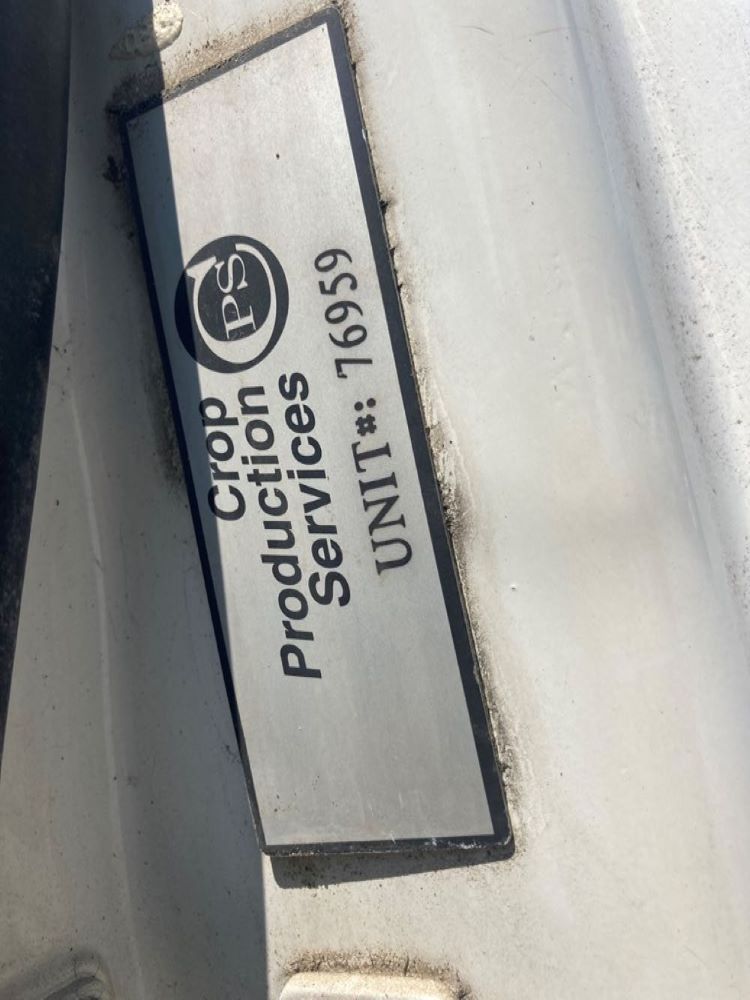 CPS
Crop
Production
Services
UNIT#: 76959